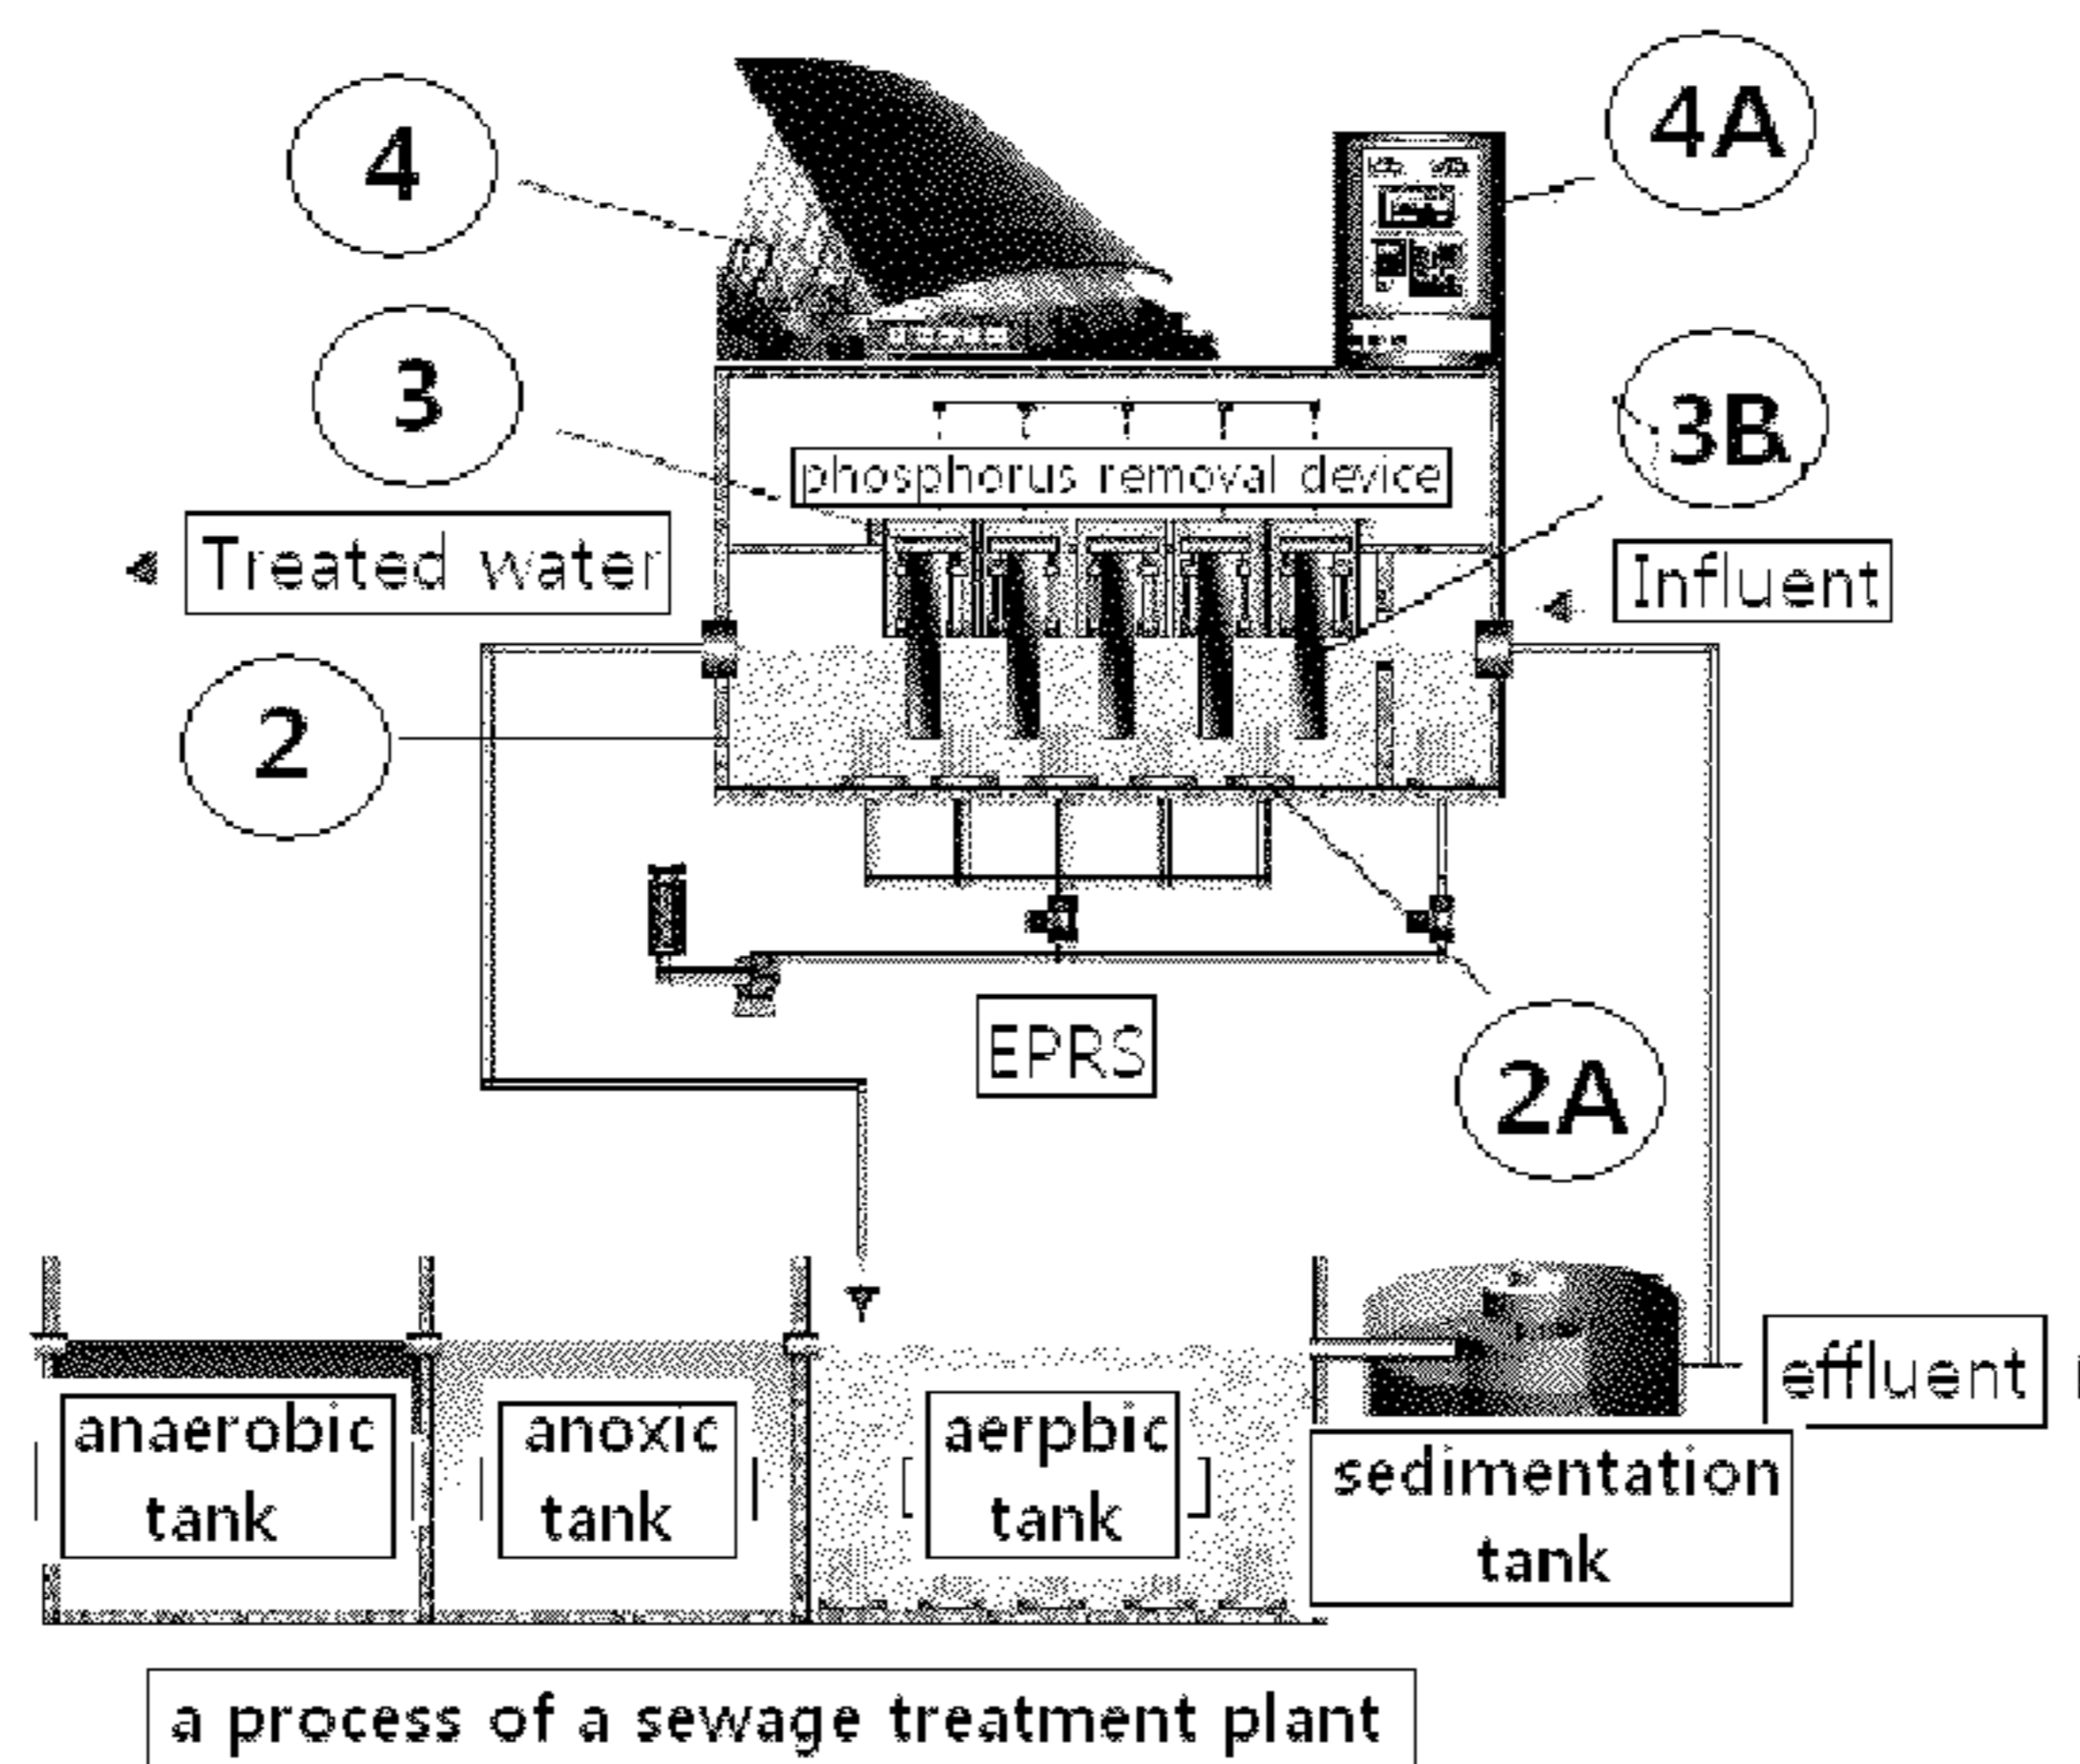 4
4A
3
3B
phosphorus removal device
Treated water
Influent
2
EPRS
2A
effluent
anaerobic
tank
anoxic
tank
aerpbic
tank
sedimentation
tank
a process of a sewage treatment plant